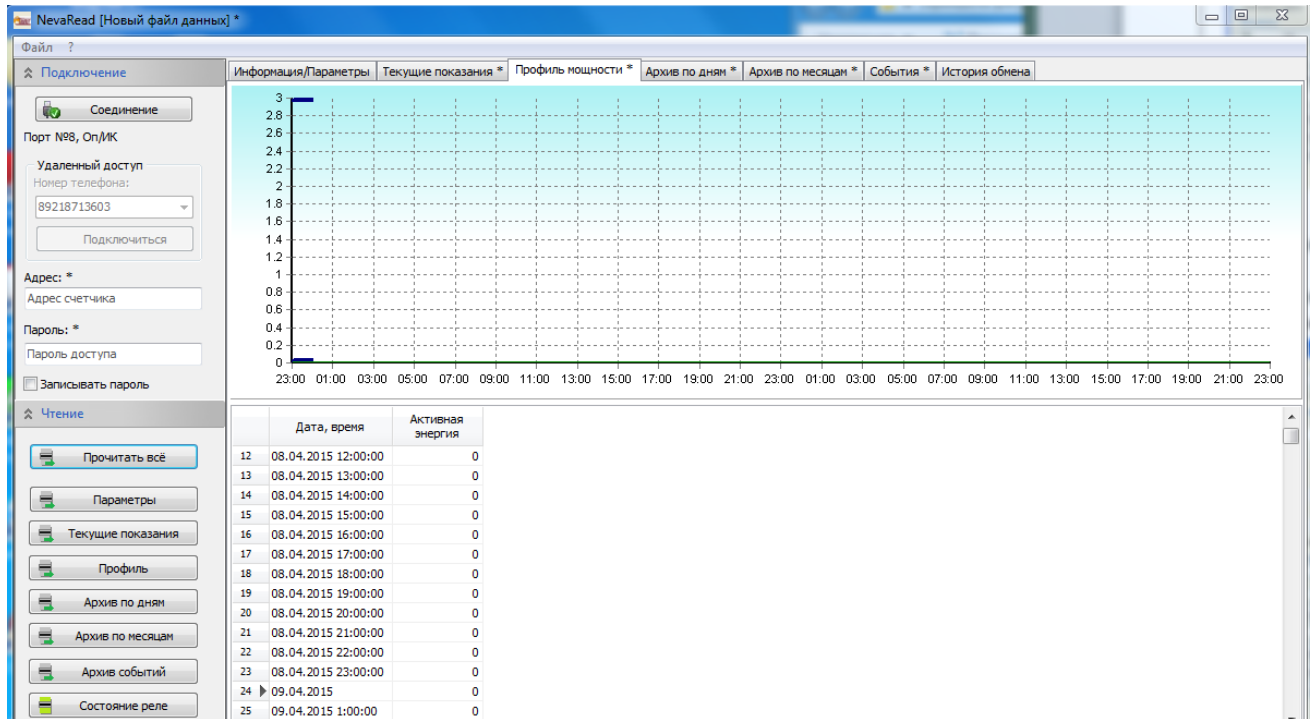 NevaRead [Новый файл данных] *
Файл ?
Подключение
Соединение
Порт №8, Оп/ИК
Удаленный доступ
Номер телефона:
89218713603
Подключиться
Адрес: *
Адрес счетчика
Пароль: *
Пароль доступа
Записывать пароль
Чтение
Прочитать всё
Параметры
Текущие показания
Профиль
Архив по дням
Архив по месяцам
Архив событий
Состояние реле
Информация/Параметры Текущие показания * Профиль мощности * Архив по дням * Архив по месяцам * События * История обмена
3
2.8
2.6
2.4
2.2
2
1.8
1.6
1.4
1.2
1
0.8
0.6
0.4
0.2
0
23:00 01:00 03:00 05:00 07:00 09:00 11:00 13:00 15:00 17:00 19:00 21:00 23:00 01:00 03:00 05:00 07:00 09:00 11:00 13:00 15:00 17:00 19:00 21:00 23:00
Дата, время Активная
энергия
12 08.04.2015 12:00:00 0
13 08.04.2015 13:00:00 0
14 08.04.2015 14:00:00 0
15 08.04.2015 15:00:00 0
16 08.04.2015 16:00:00 0
17 08.04.2015 17:00:00 0
18 08.04.2015 18:00:00 0
19 08.04.2015 19:00:00 0
20 08.04.2015 20:00:00 0
21 08.04.2015 21:00:00 0
22 08.04.2015 22:00:00 0
23 08.04.2015 23:00:00 0
24 09.04.2015 0
25 09.04.2015 1:00:00 0